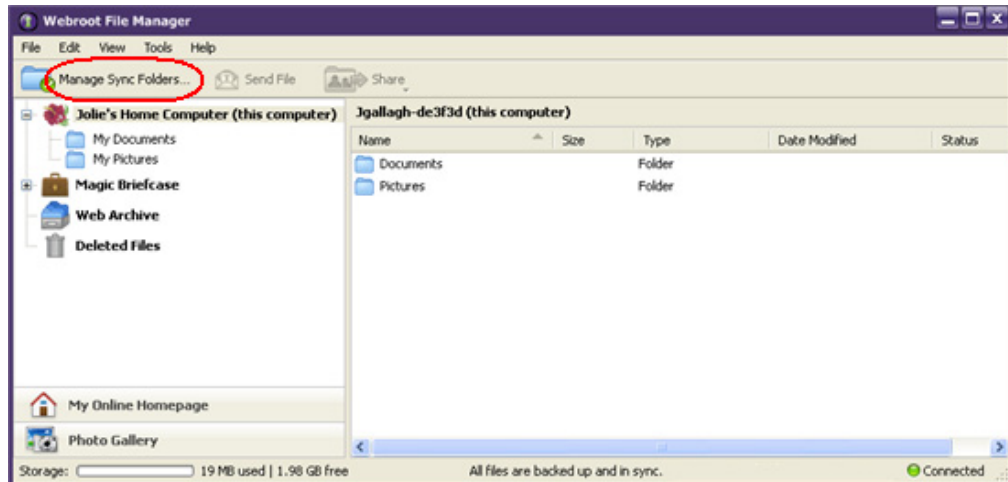 Webroot File Manager
File Edit View Tools Help
Manage Sync Folders... Send File Share
Jolie's Home Computer (this computer)
My Documents
My Pictures
Magic Briefcase
Web Archive
Deleted Files
My Online Homepage
Photo Gallery
Jgallagh-de3f3d (this computer)
Name Size Type Date Modified Status
Documents Folder
Pictures Folder
Storage: 19 MB used | 1.98 GB free All files are backed up and in sync. Connected